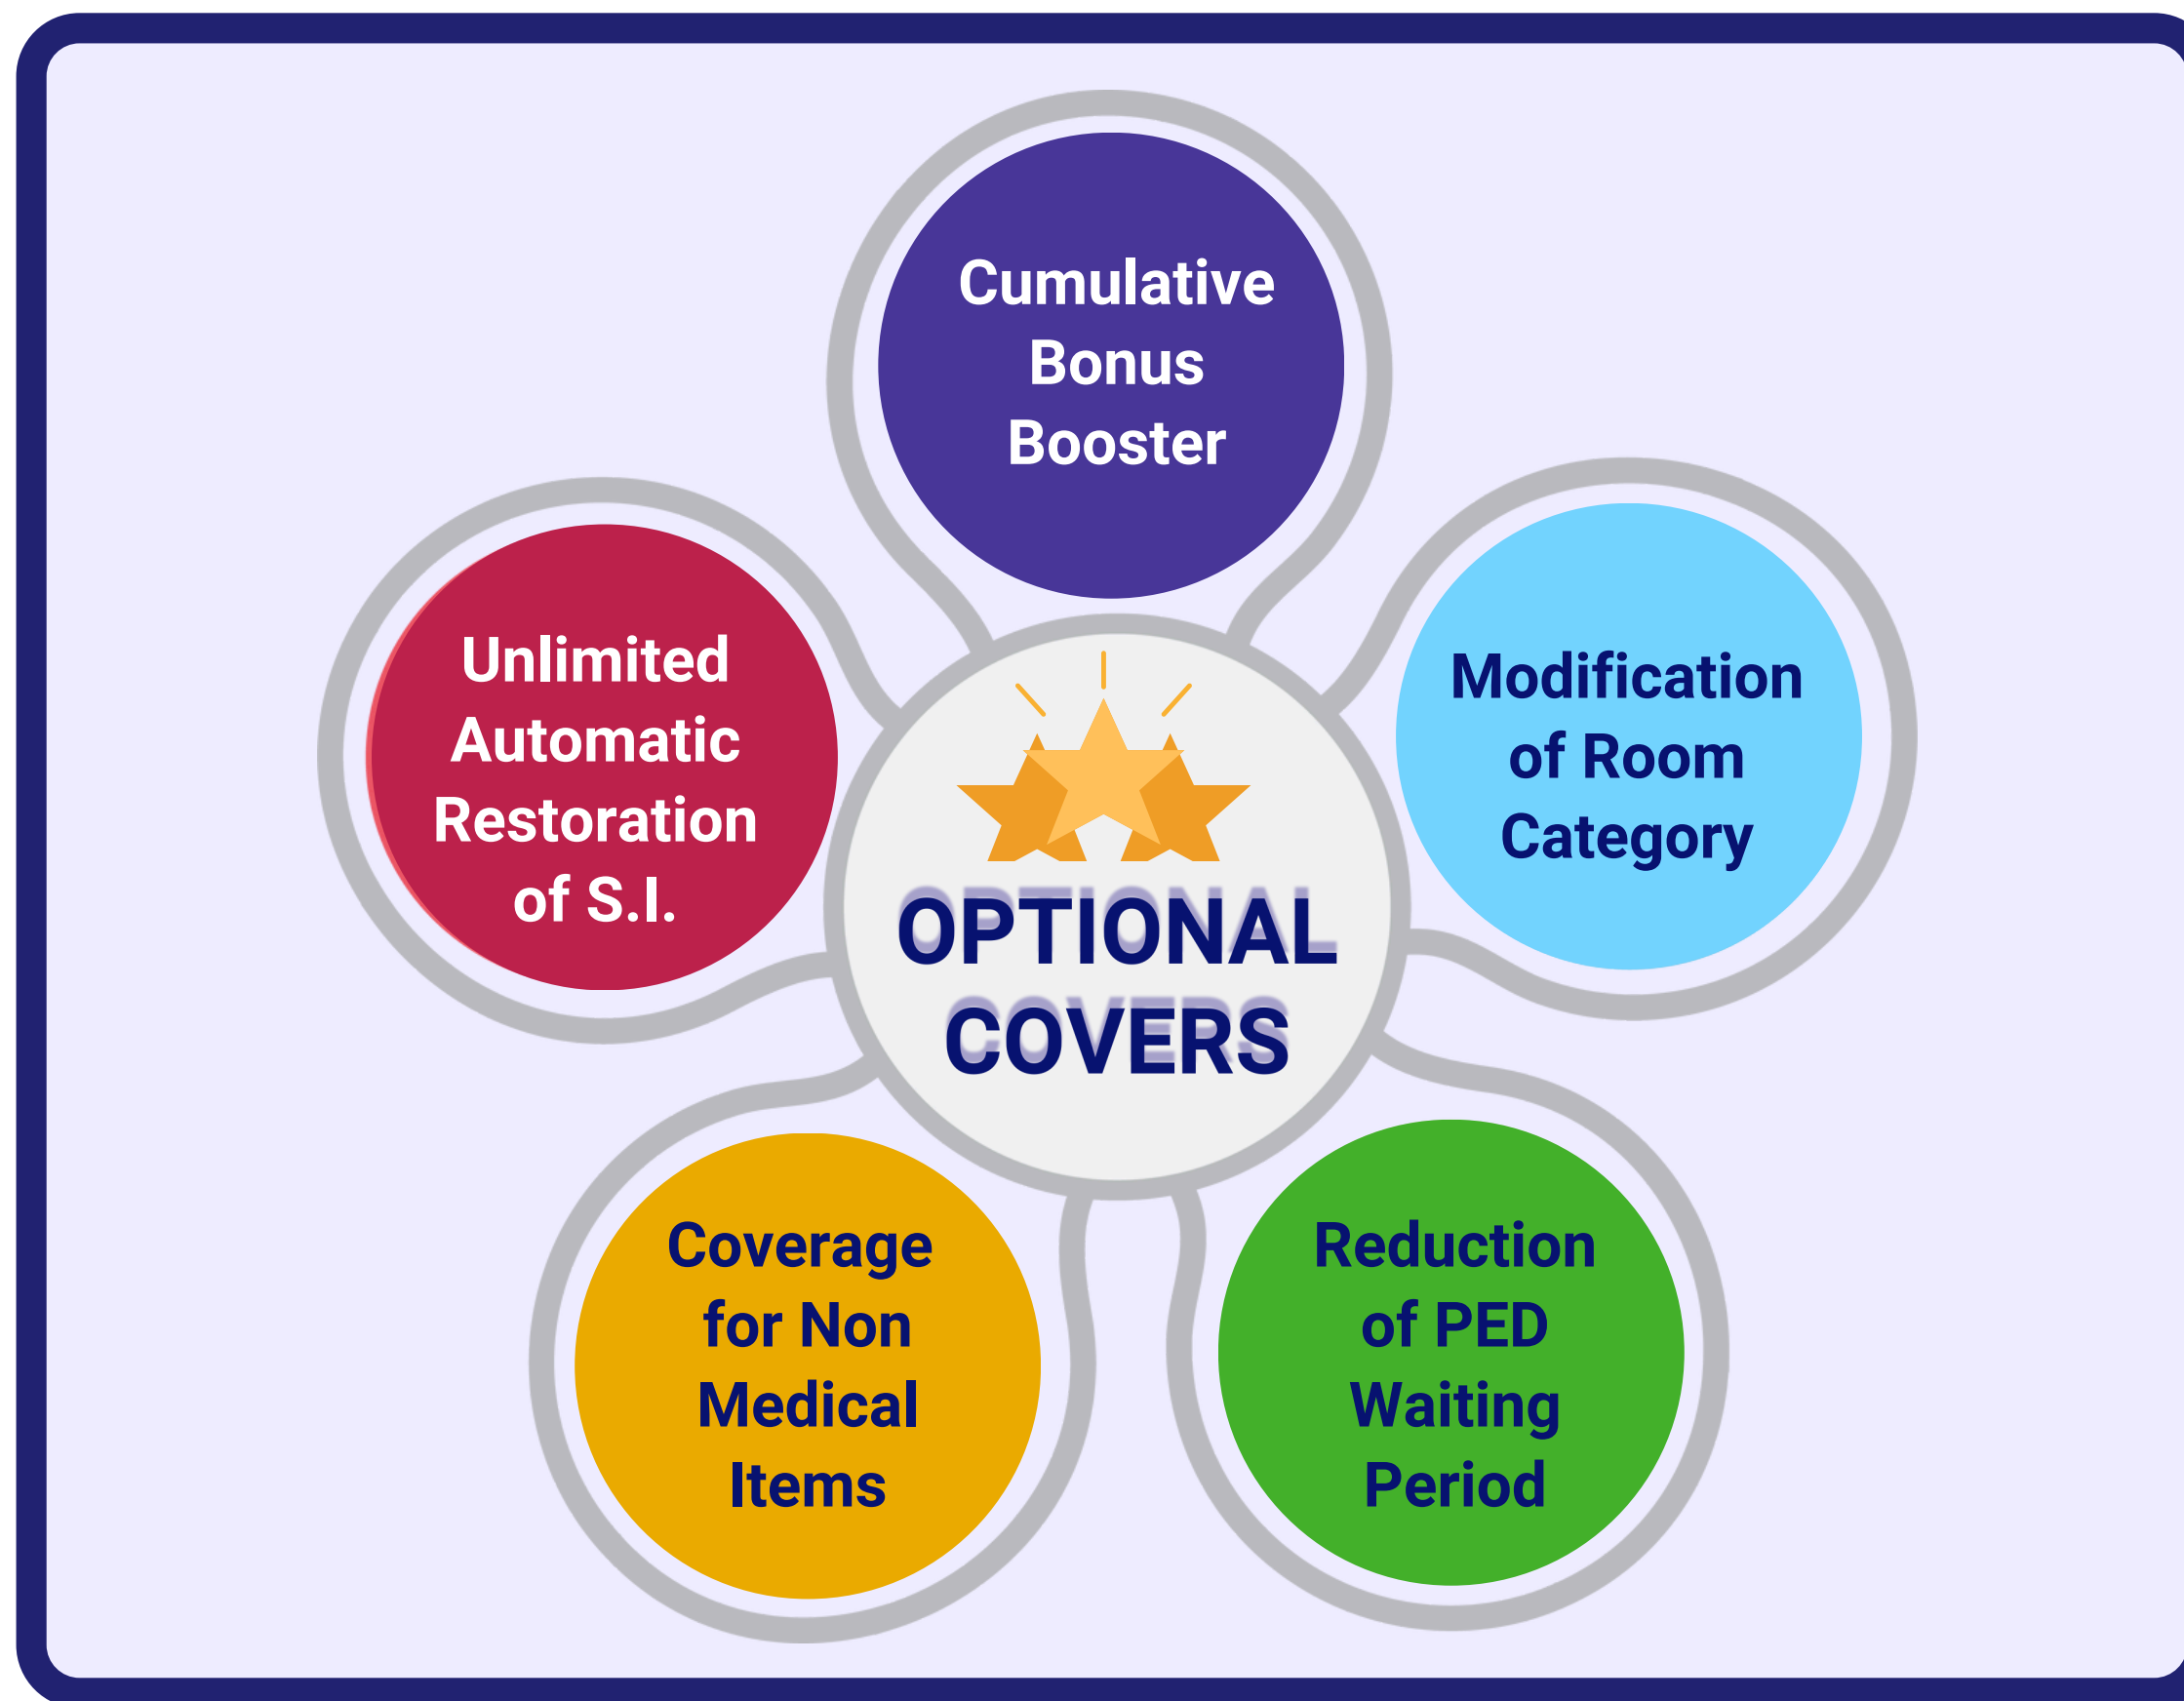 Cumulative
Bonus
Booster
Unlimited
Automatic
Restoration
of S.I.
Modification
of Room
Category
OPTIONAL
COVERS
Coverage
for Non
Medical
Items
Reduction
of PED
Waiting
Period